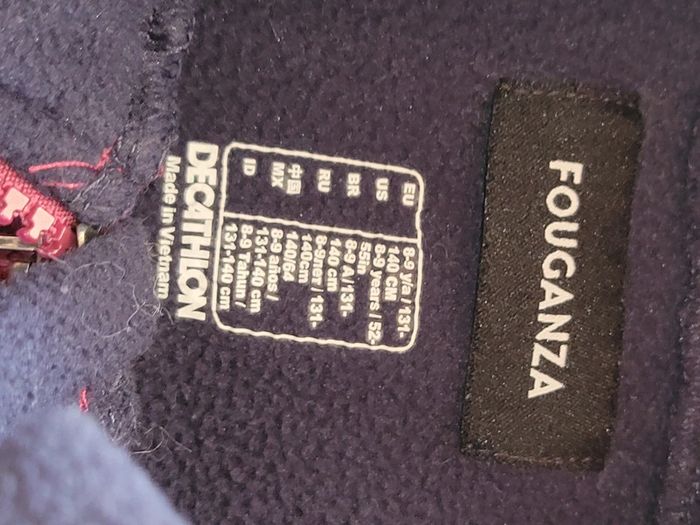 FOUGANZA
EU 8-9 y/a / 131-
140 CM
US 8-9 years / 52-
55in
BR 8-9 A/131-
140 cm
RU 8-9лет / 131-
140cm
中国 140/64
MX 8-9 años /
131-140 cm
ID 8-9 Tahun /
131-140 cm
DECATHLON
Made in Vietnam